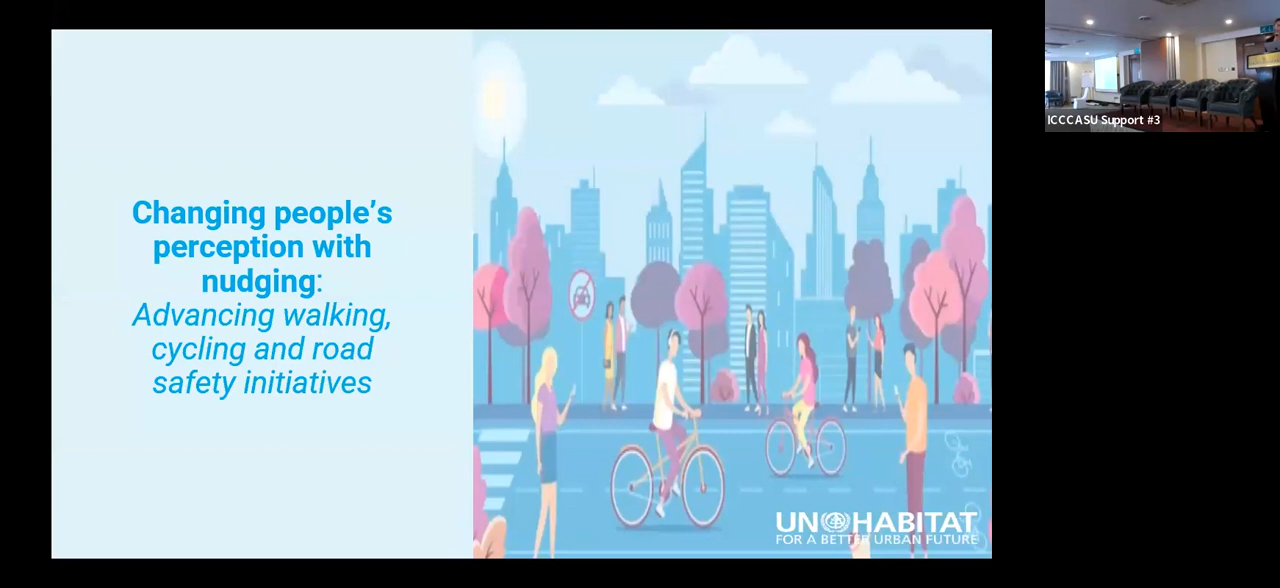 Changing people's
perception with
nudging:
Advancing walking,
cycling and road
safety initiatives
UN HABITAT
FOR A BETTER URBAN FUTURE
ICCCASU Support #3